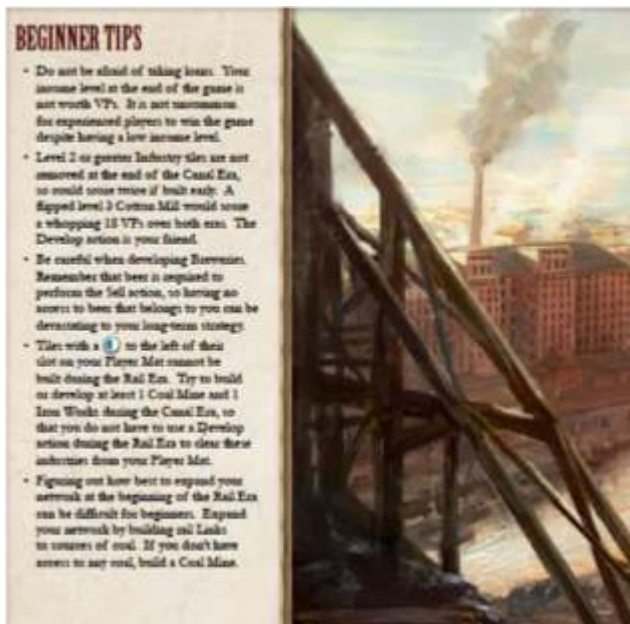 BEGINNER TIPS
• Do not be afraid of taking loans. Your
income level at the end of the game is
not worth VPs. It is not uncommon
for experienced players to win the game
despite having a low income level.
• Level 2 or greater Industry tiles are not
removed at the end of the Canal Era,
so could score twice if built early. A
flipped level 3 Cotton Mill would score
a whopping 18 VPs over both eras. The
Develop action is your friend.
• Be careful when developing Breweries.
Remember that beer is required to
perform the Sell action, so having no
access to beer that belongs to you can be
devastating to your long-term strategy.
• Tiles with a to the left of their
slot on your Player Mat cannot be
built during the Rail Era. Try to build
or develop at least 1 Coal Mine and 1
Iron Works during the Canal Era, so
that you do not have to use a Develop
action during the Rail Era to clear these
industries from your Player Mat.
• Figuring out how best to expand your
network at the beginning of the Rail Era
can be difficult for beginners. Expand
your network by building rail Links
to sources of coal. If you don't have
access to any coal, build a Coal Mine.